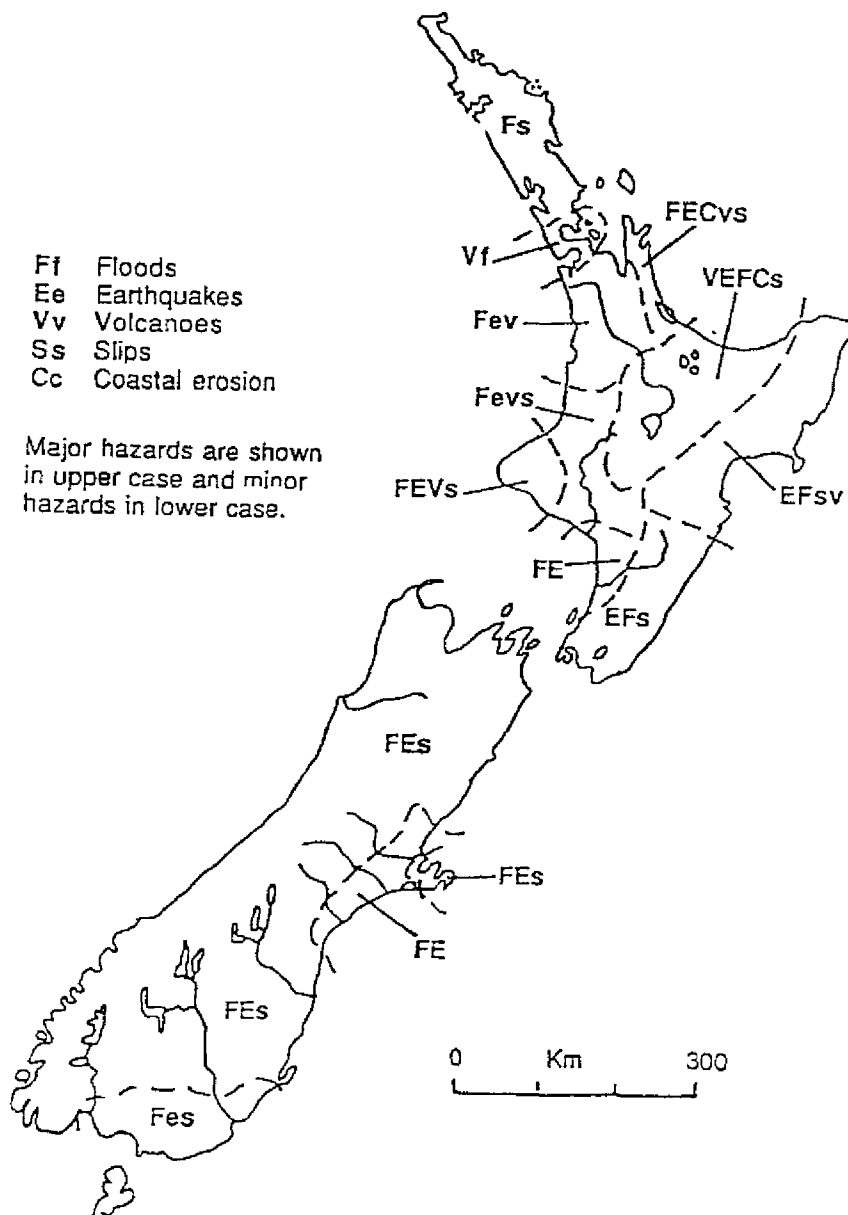 Fs
FECvs
Vf
VEFCs
Ff Floods
Ee Earthquakes
Vv Volcanoes
Ss Slips
Cc Coastal erosion
Fev
Fevs
Major hazards are shown
in upper case and minor
hazards in lower case.
FEVs
EFsv
FE
EFs
FEs
FEs
FE
FEs
0 Km 300
Fes